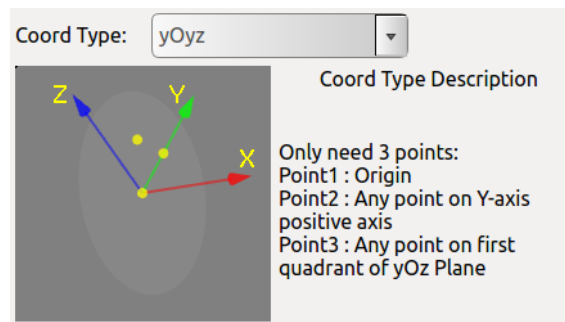 Coord Type: yOyz
Z Y X
Coord Type Description
Only need 3 points:
Point1 : Origin
Point2 : Any point on Y-axis
positive axis
Point3 : Any point on first
quadrant of yOz Plane